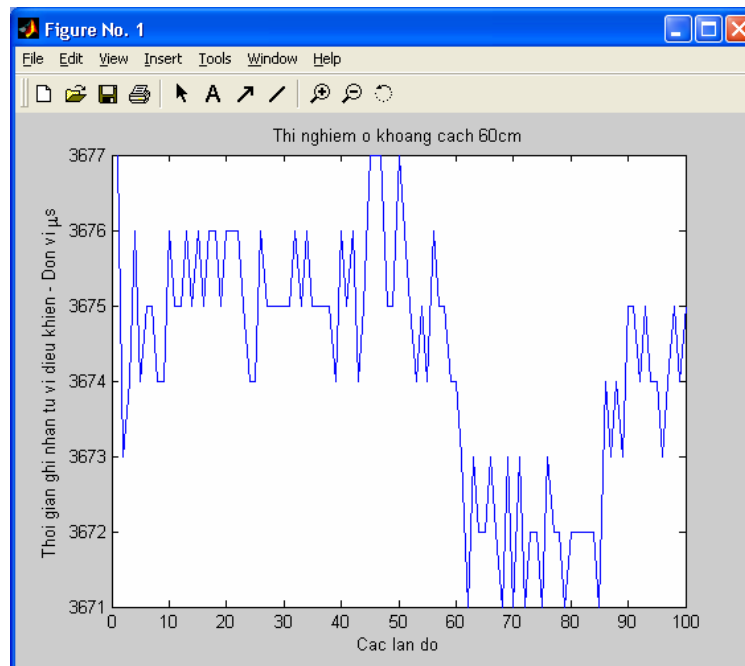 Figure No. 1
File Edit View Insert Tools Window Help
A
Thi nghiem o khoang cach 60cm
3677
3676
3675
3674
3673
3672
3671
Thoi gian ghi nhan tu vi dieu khien - Don vi μs
0 10 20 30 40 50 60 70 80 90 100
Cac lan do